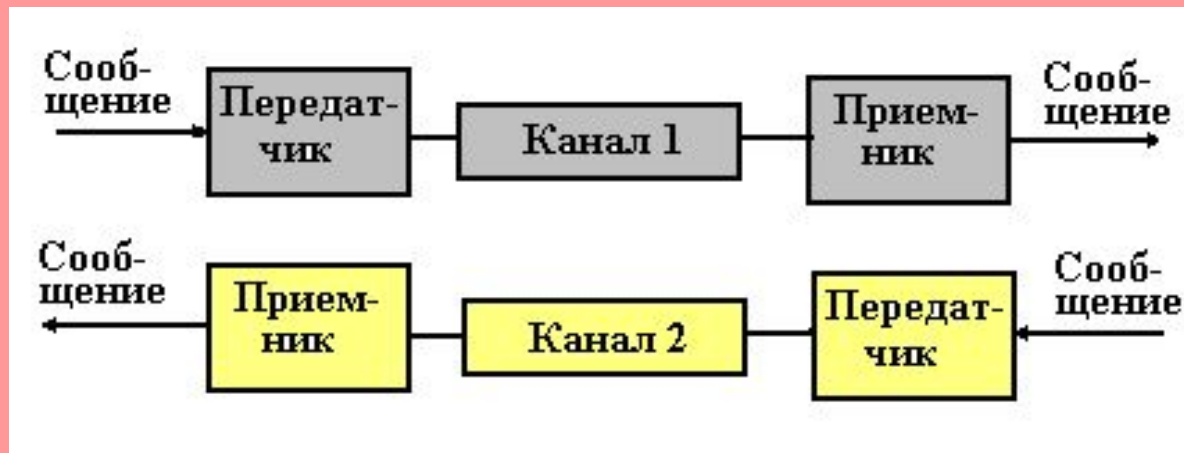 Сооб-
щение
Передат-
чик
Канал 1
Прием-
ник
Сооб-
щение
Сооб-
щение
Прием-
ник
Канал 2
Передат-
чик
Сооб-
щение